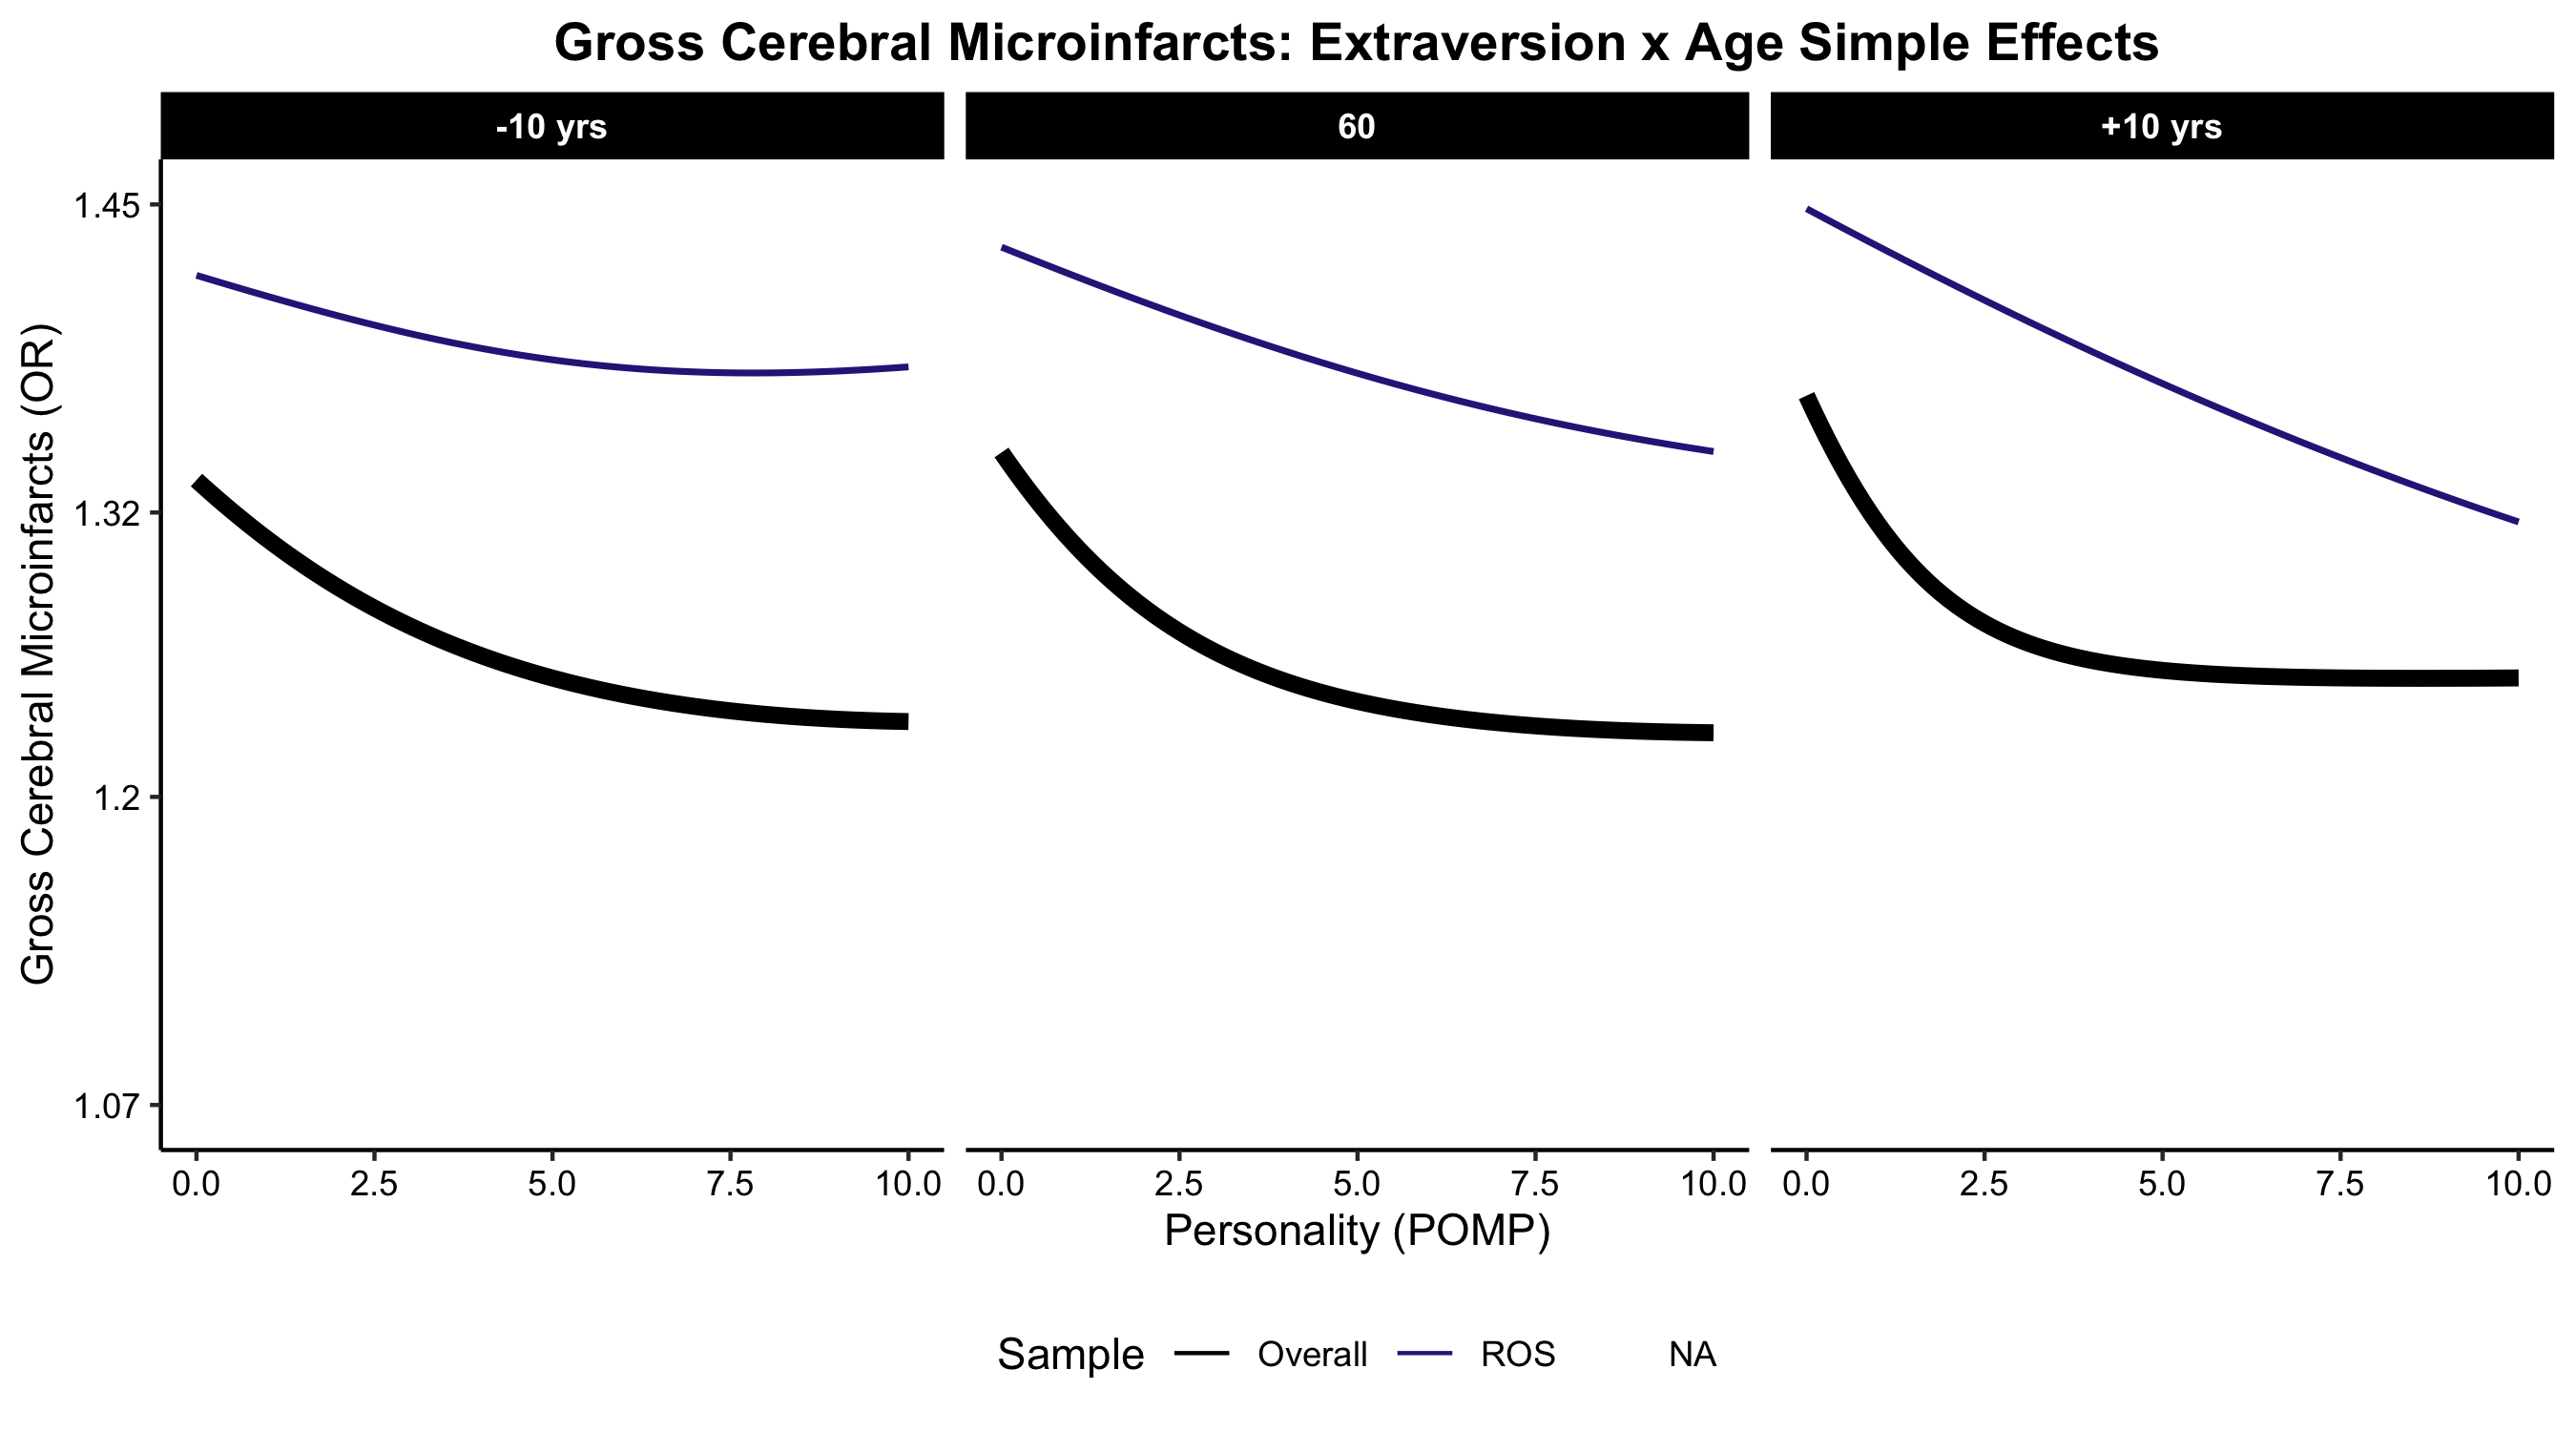 Gross Cerebral Microinfarcts: Extraversion x Age Simple Effects
-10 yrs
60
+10 yrs
Gross Cerebral Microinfarcts (OR)
1.45
1.32
1.2
1.07
0.0 2.5 5.0 7.5 10.0
0.0 2.5 5.0 7.5 10.0
0.0 2.5 5.0 7.5 10.0
Personality (POMP)
Sample Overall ROS NA